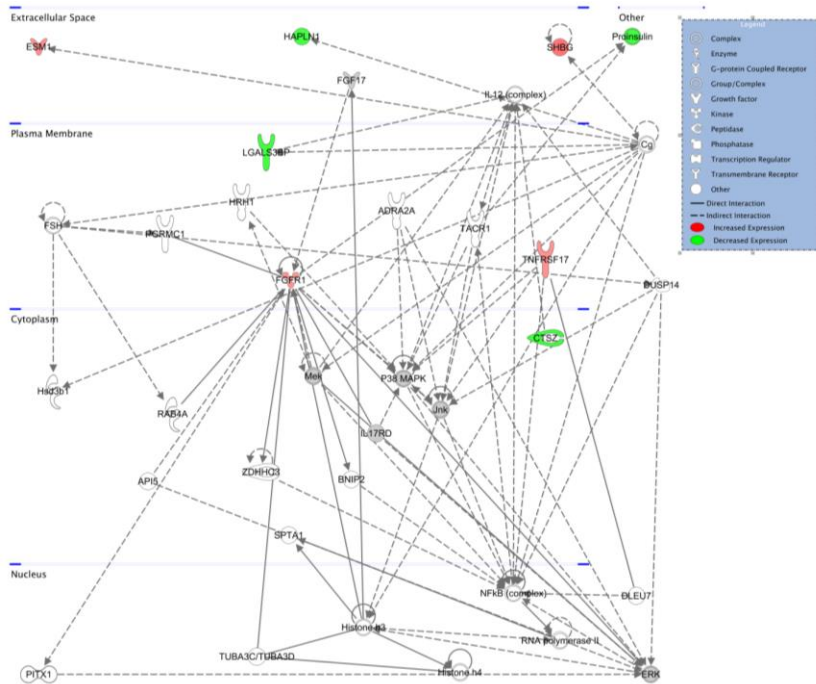 Extracellular Space
Other
Legend
ESM1
HAPLN1
SHBG
Proinsulin
Complex
Enzyme
G-protein Coupled Receptor
Group/Complex
Growth factor
Kinase
Peptidase
Phosphatase
Transcription Regulator
Transmembrane Receptor
Other
Direct Interaction
Indirect Interaction
Increased Expression
Decreased Expression
FGF17
IL12 (complex)
Plasma Membrane
LGALS3BP
Cg
HRH1
ADRA2A
TACR1
FSH
PGRMC1
TNFRSF17
FGFR1
DUSP14
Cytoplasm
CTSZ
Mek
P38 MAPK
Hsd3b1
RAB4A
Jnk
IL17RD
ZDHHC3
API5
BNIP2
SPTA1
Nucleus
NFkB (complex)
DLEU7
Histone h3
RNA polymerase II
TUBA3C/TUBA3D
PITX1
Histone h4
ERK